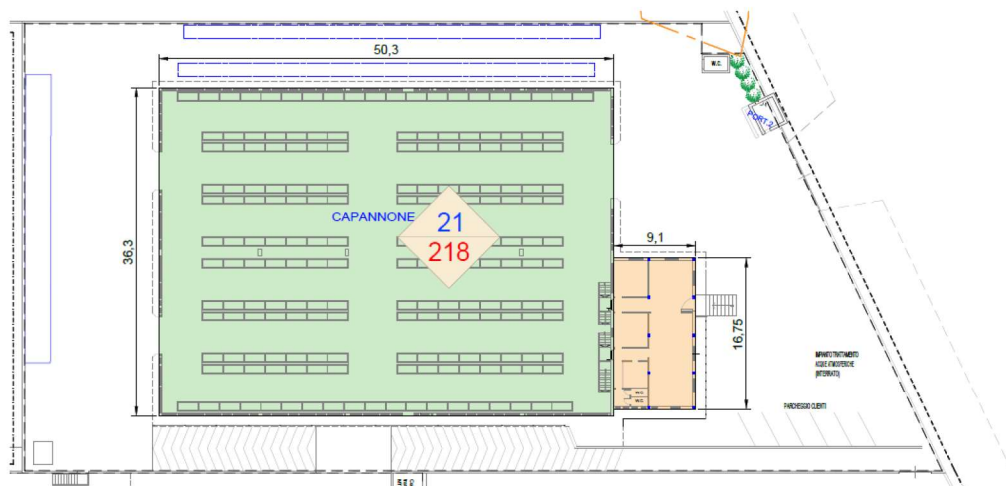 50,3
W.C.
PORT.2
36,3
CAPANNONE
21
218
9,1
16,75
IMPIANTO TRATTAMENTO
ACQUE ATMOSFERICHE
(INTERRATO)
PARCHEGGIO CLIENTI
W.C.
W.C.